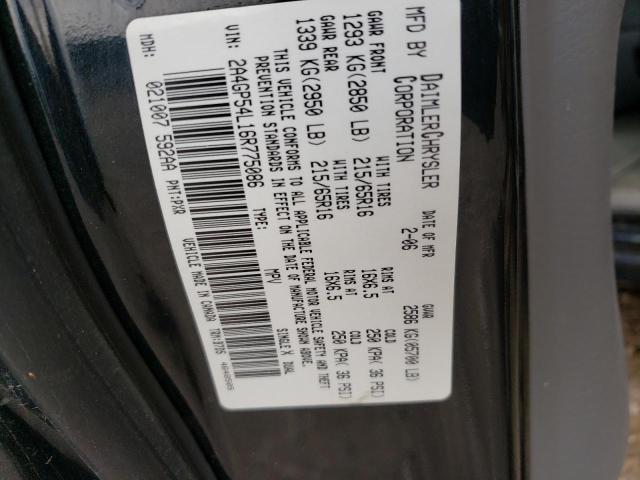 MFD BY DAIMLERCHRYSLER CORPORATION
DATE OF MFR 2-06
GVWR 2586 KG(05700 LB)
GAWR FRONT 1293 KG(2850 LB)
WITH TIRES 215/65R16
RIMS AT 16X6.5
COLD 250 KPA( 36 PSI)
GAWR REAR 1339 KG(2950 LB)
WITH TIRES 215/65R16
RIMS AT 16X6.5
COLD 250 KPA( 36 PSI)
THIS VEHICLE CONFORMS TO ALL APPLICABLE FEDERAL MOTOR VEHICLE SAFETY AND THEFT
PREVENTION STANDARDS IN EFFECT ON THE DATE OF MANUFACTURE SHOWN ABOVE.
VIN: 2A4GP54L16R775006
TYPE: MPV
SINGLE X DUAL
MDH: 021007 592AA
PNT:PXR
VEHICLE MADE IN CANADA